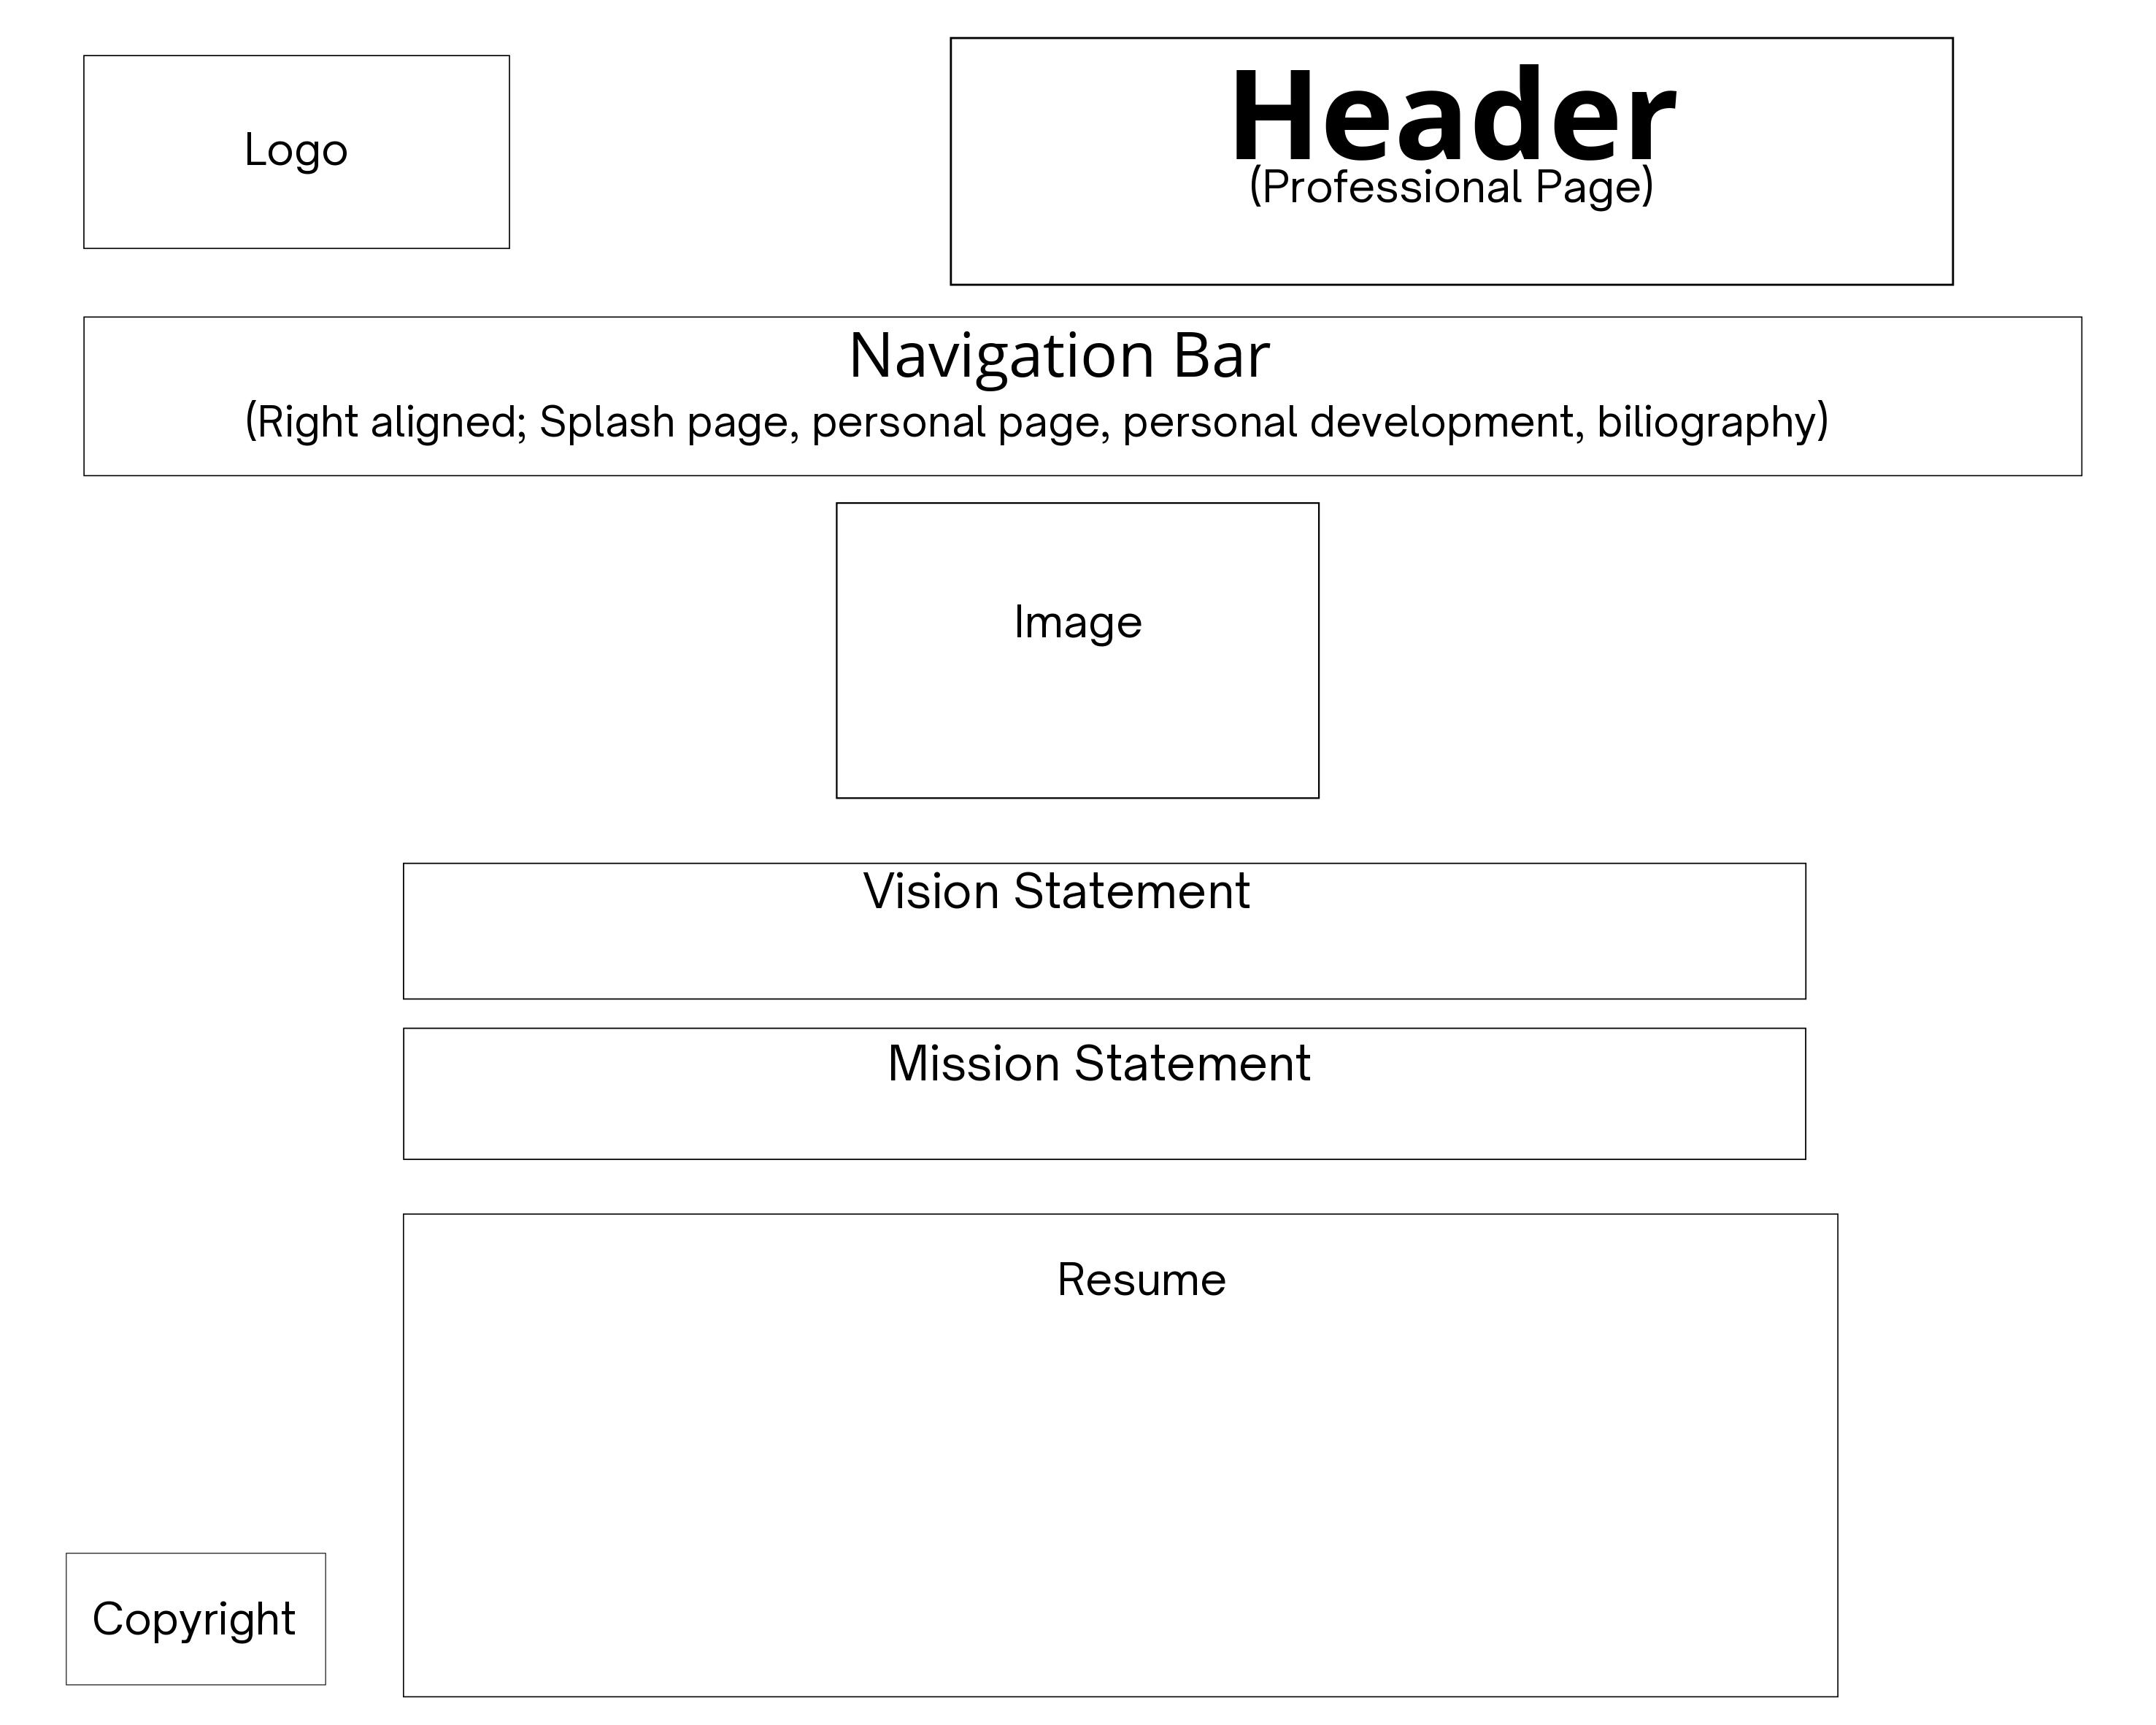 Logo
Header
(Professional Page)
Navigation Bar
(Right aligned; Splash page, personal page, personal development, biliography)
Image
Vision Statement
Mission Statement
Resume
Copyright